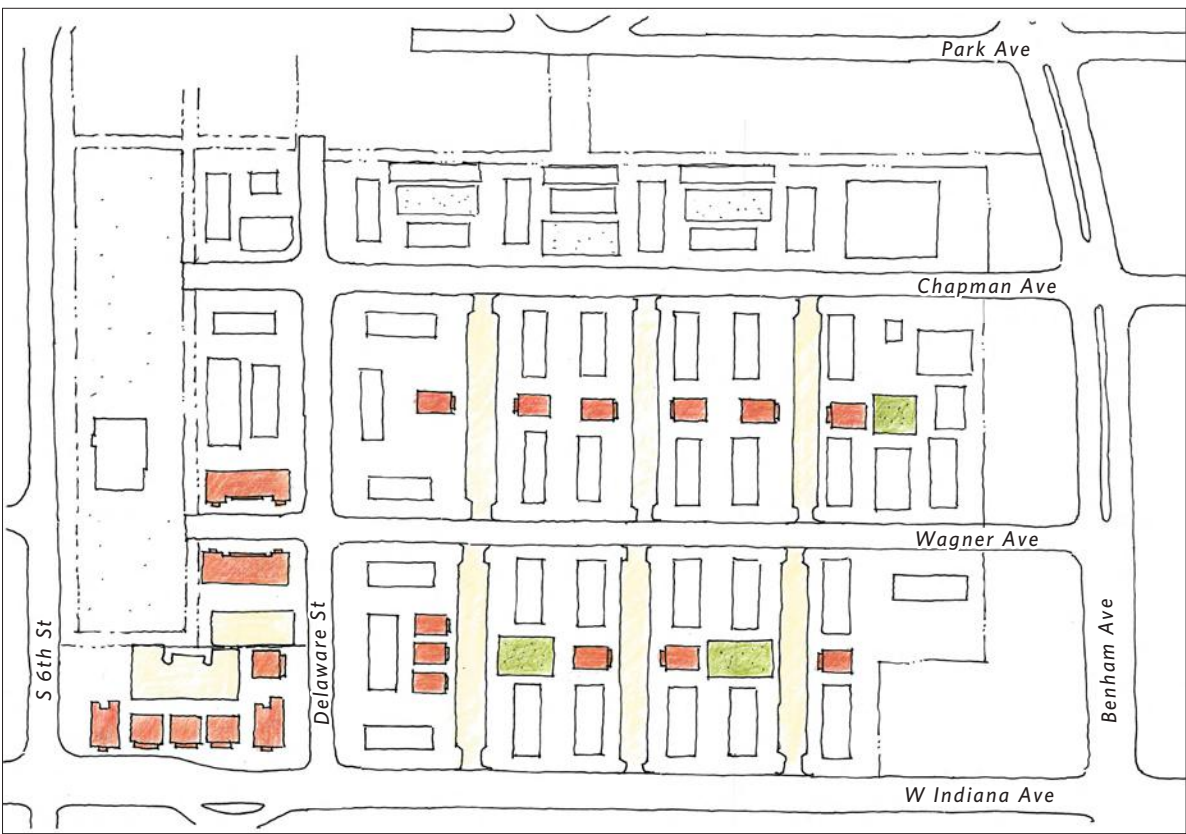 Park Ave
Chapman Ave
Wagner Ave
S 6th St
Delaware St
Benham Ave
W Indiana Ave